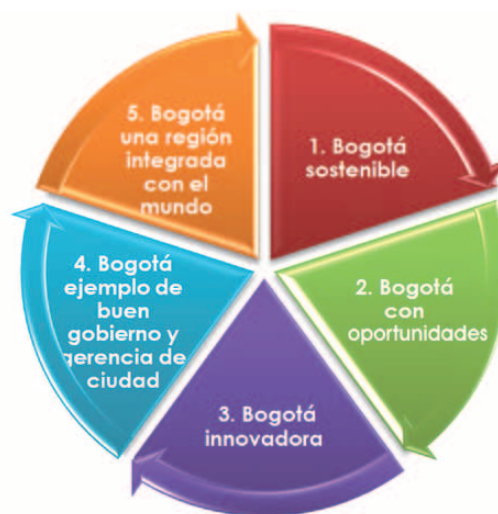 1. Bogotá
sostenible
2. Bogotá
con
oportunidades
3. Bogotá
innovadora
4. Bogotá
ejemplo de
buen
gobierno y
gerencia de
ciudad
5. Bogotá
una región
integrada
con el
mundo